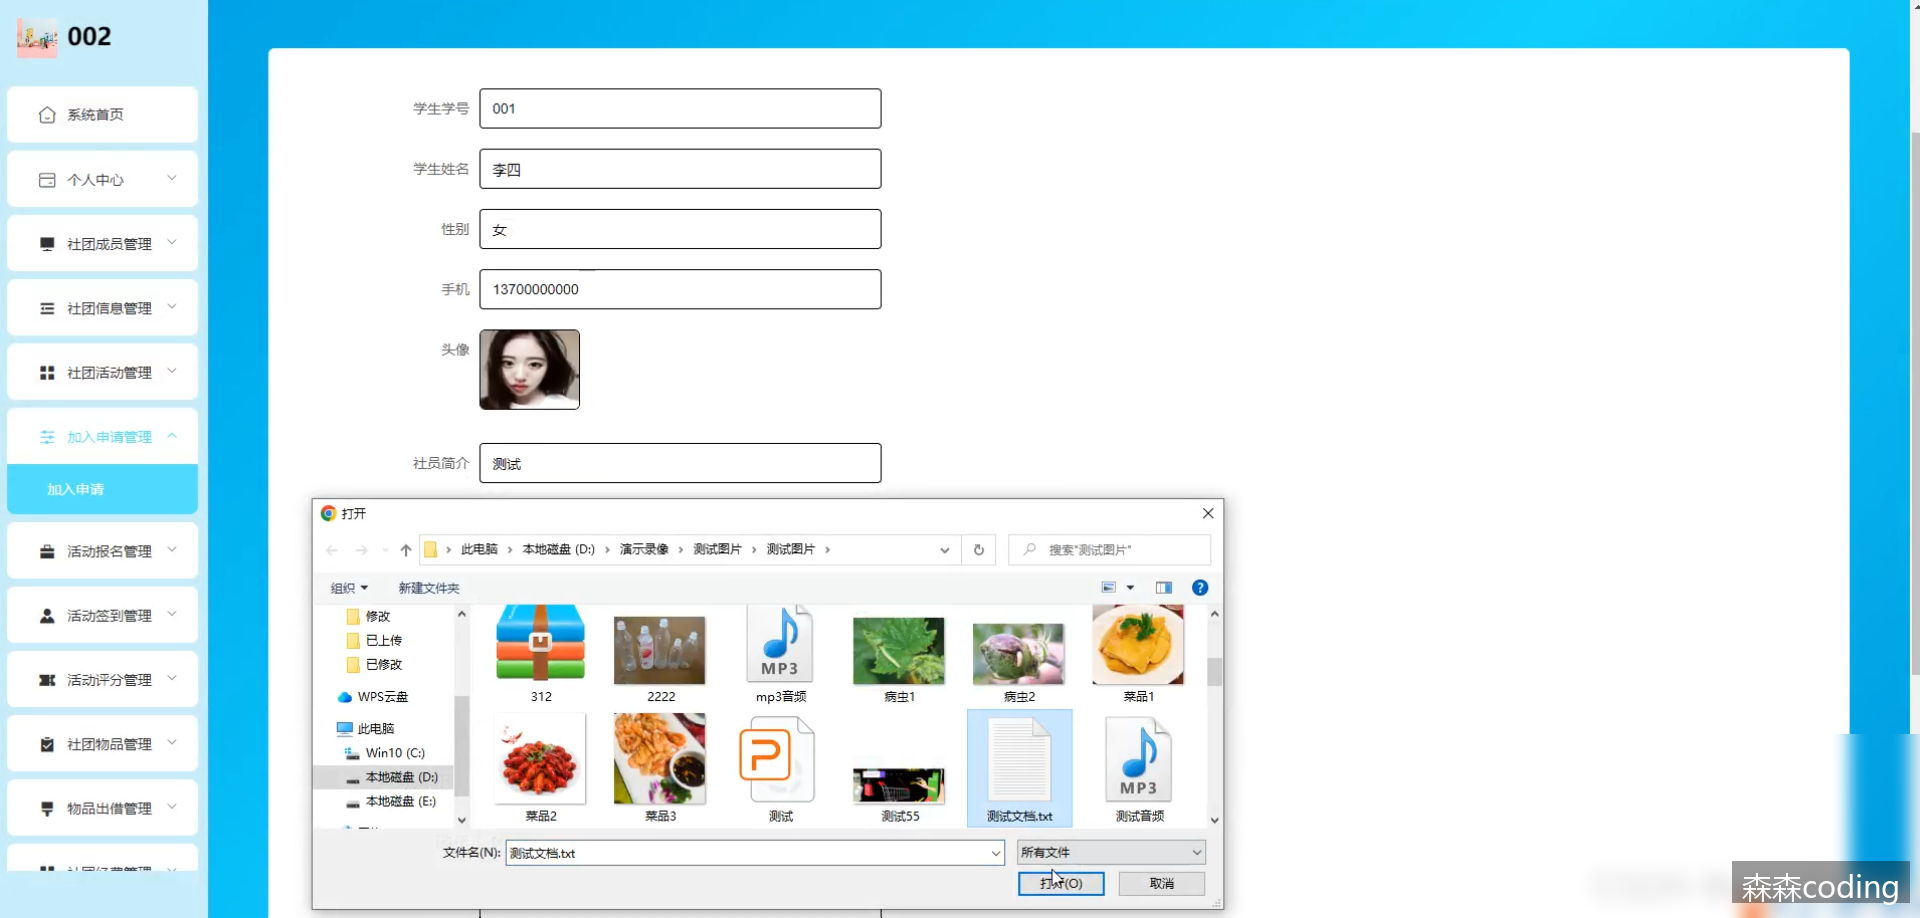 002
系统首页
个人中心
社团成员管理
社团信息管理
社团活动管理
加入申请管理
加入申请
活动报名管理
活动签到管理
活动评分管理
社团物品管理
物品出借管理
学生学号 001
学生姓名 李四
性别 女
手机 13700000000
头像
社员简介 测试
打开
此电脑 › 本地磁盘 (D:) › 演示录像 › 测试图片 › 测试图片 ›
搜索"测试图片"
组织 新建文件夹
修改
已上传
已修改
WPS云盘
此电脑
Win10 (C:)
本地磁盘 (D:)
本地磁盘 (E:)
MP3
312 2222 mp3音频 病虫1 病虫2 菜品1
P
MP3
菜品2 菜品3 测试 测试55 测试文档.txt 测试音频
文件名(N): 测试文档.txt 所有文件
打开(O) 取消
森森coding